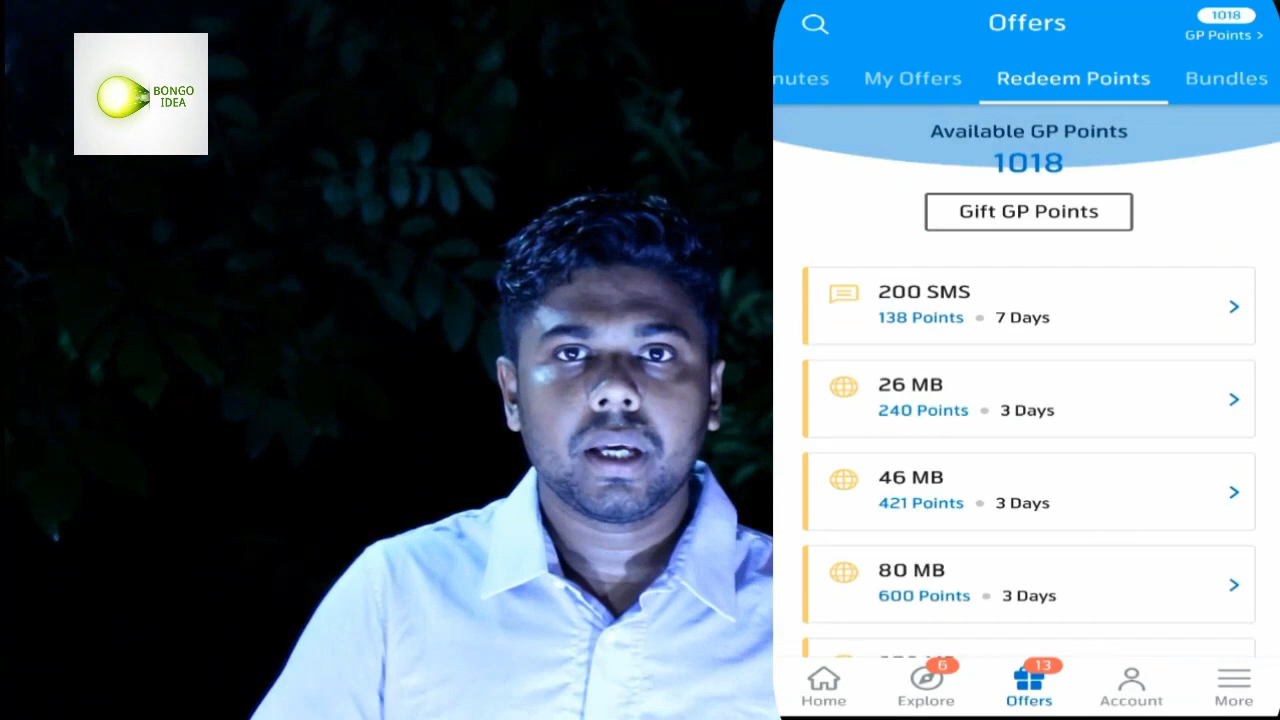 BONGO
IDEA
1018
Offers
GP Points >
nutes
My Offers
Redeem Points
Bundles
Available GP Points
1018
Gift GP Points
200 SMS
138 Points • 7 Days
26 MB
240 Points • 3 Days
46 MB
421 Points • 3 Days
80 MB
600 Points • 3 Days
6
13
Home
Explore
Offers
Account
More